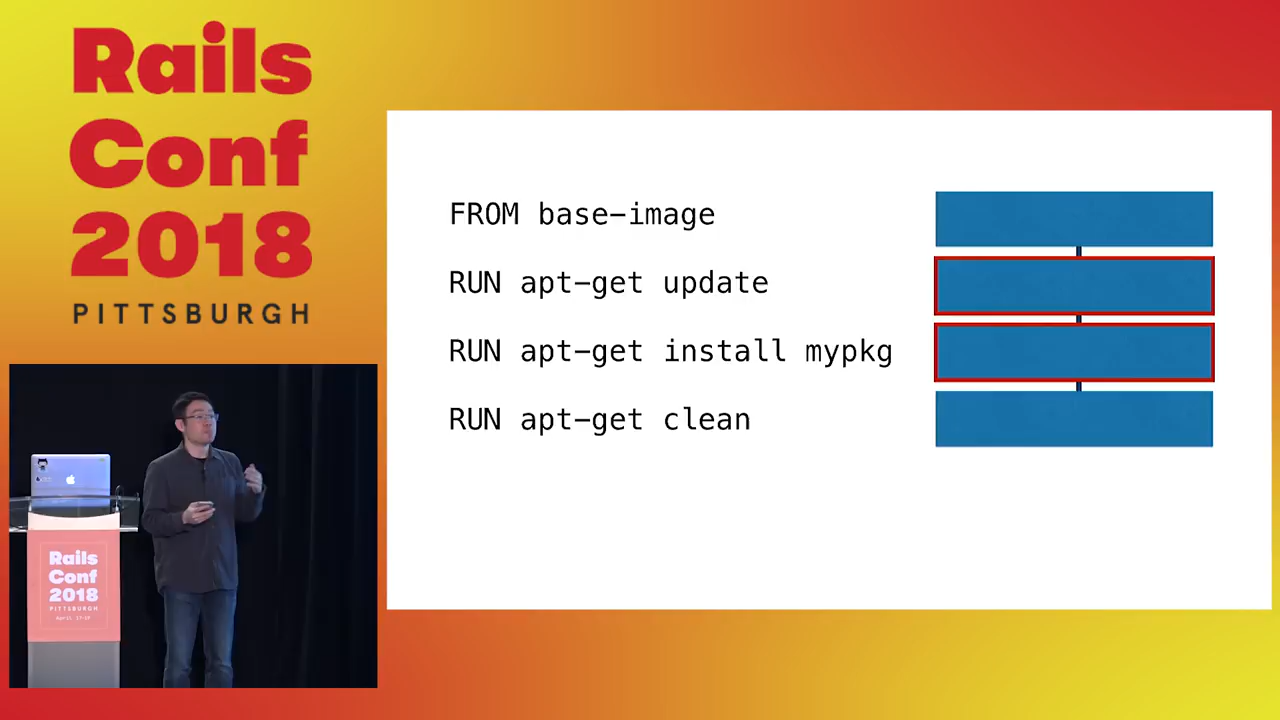 Rails
Conf
2018
PITTSBURGH
FROM base-image
RUN apt-get update
RUN apt-get install mypkg
RUN apt-get clean
Rails
Conf
2018
PITTSBURGH